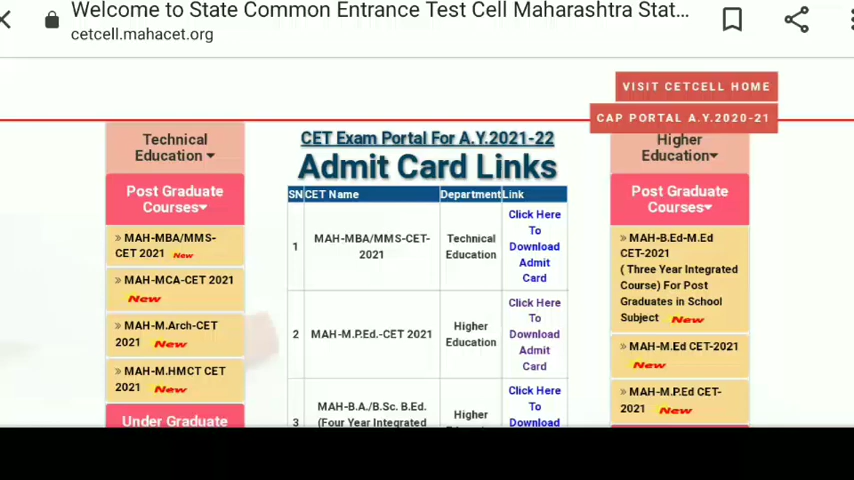 Welcome to State Common Entrance Test Cell Maharashtra Stat...
cetcell.mahacet.org
VISIT CETCELL HOME
CAP PORTAL A.Y.2020-21
Technical
Education
Post Graduate
Courses
» MAH-MBA/MMS-
CET 2021 New
» MAH-MCA-CET 2021
New
» MAH-M.Arch-CET
2021 New
» MAH-M.HMCT CET
2021 New
Under Graduate
CET Exam Portal For A.Y.2021-22
Admit Card Links
SN CET Name Department Link
1 MAH-MBA/MMS-CET-
2021
Technical
Education
Click Here
To
Download
Admit
Card
2 MAH-M.P.Ed.-CET 2021
Higher
Education
Click Here
To
Download
Admit
Card
3 MAH-B.A./B.Sc. B.Ed.
(Four Year Integrated
Higher
Click Here
To
Download
Higher
Education
Post Graduate
Courses
» MAH-B.Ed-M.Ed
CET-2021
( Three Year Integrated
Course) For Post
Graduates in School
Subject New
» MAH-M.Ed CET-2021
New
» MAH-M.P.Ed CET-
2021 New